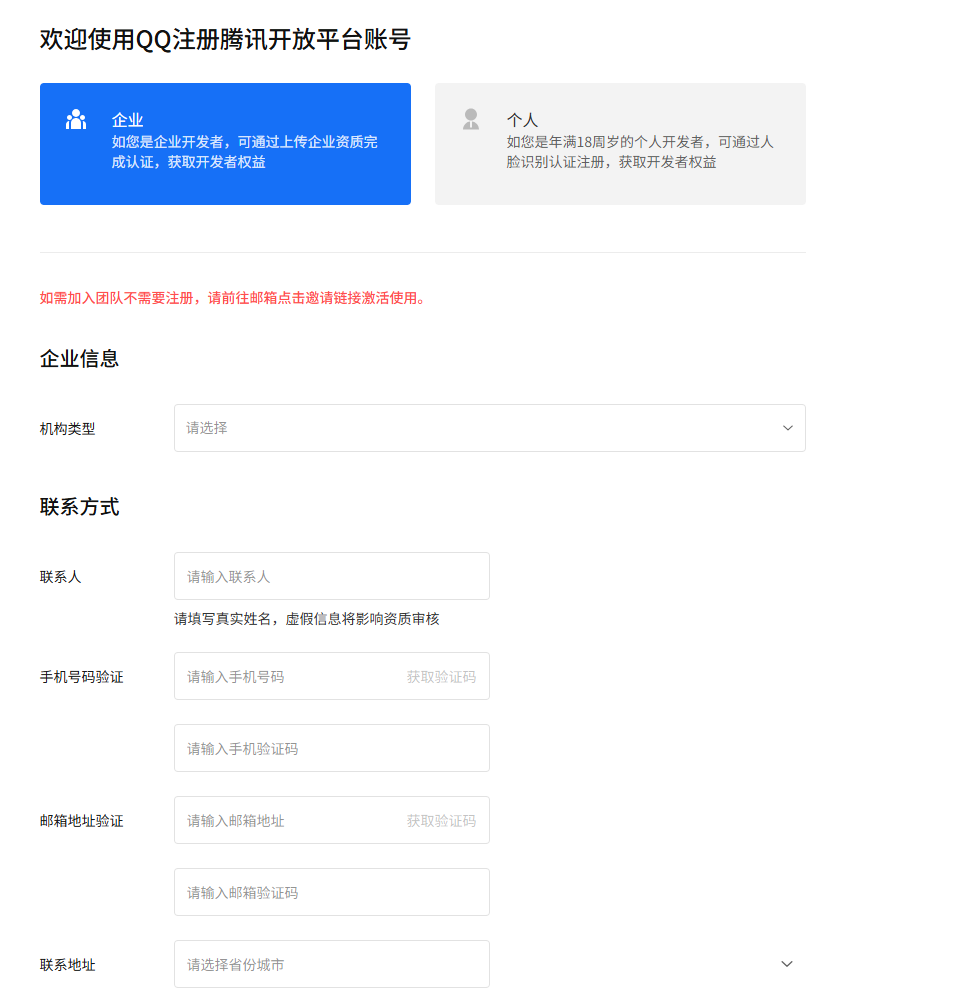 欢迎使用QQ注册腾讯开放平台账号
企业
如您是企业开发者，可通过上传企业资质完
成认证，获取开发者权益
个人
如您是年满18周岁的个人开发者，可通过人
脸识别认证注册，获取开发者权益
如需加入团队不需要注册，请前往邮箱点击邀请链接激活使用。
企业信息
机构类型
请选择
联系方式
联系人
请输入联系人
请填写真实姓名，虚假信息将影响资质审核
手机号码验证
请输入手机号码
获取验证码
请输入手机验证码
邮箱地址验证
请输入邮箱地址
获取验证码
请输入邮箱验证码
联系地址
请选择省份城市